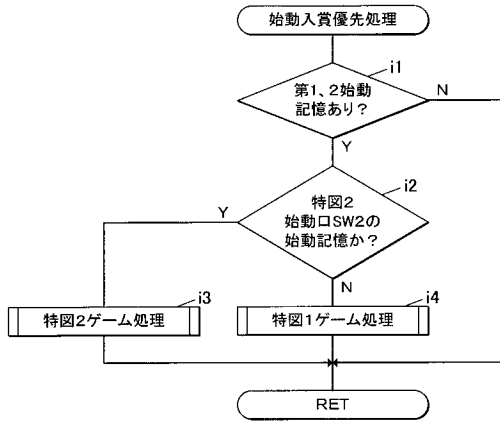 始動入賞優先処理
i1
第1、2始動
記憶あり？
N
Y
i2
特図2
始動口SW2の
始動記憶か？
Y
N
i3
特図2ゲーム処理
i4
特図1ゲーム処理
RET